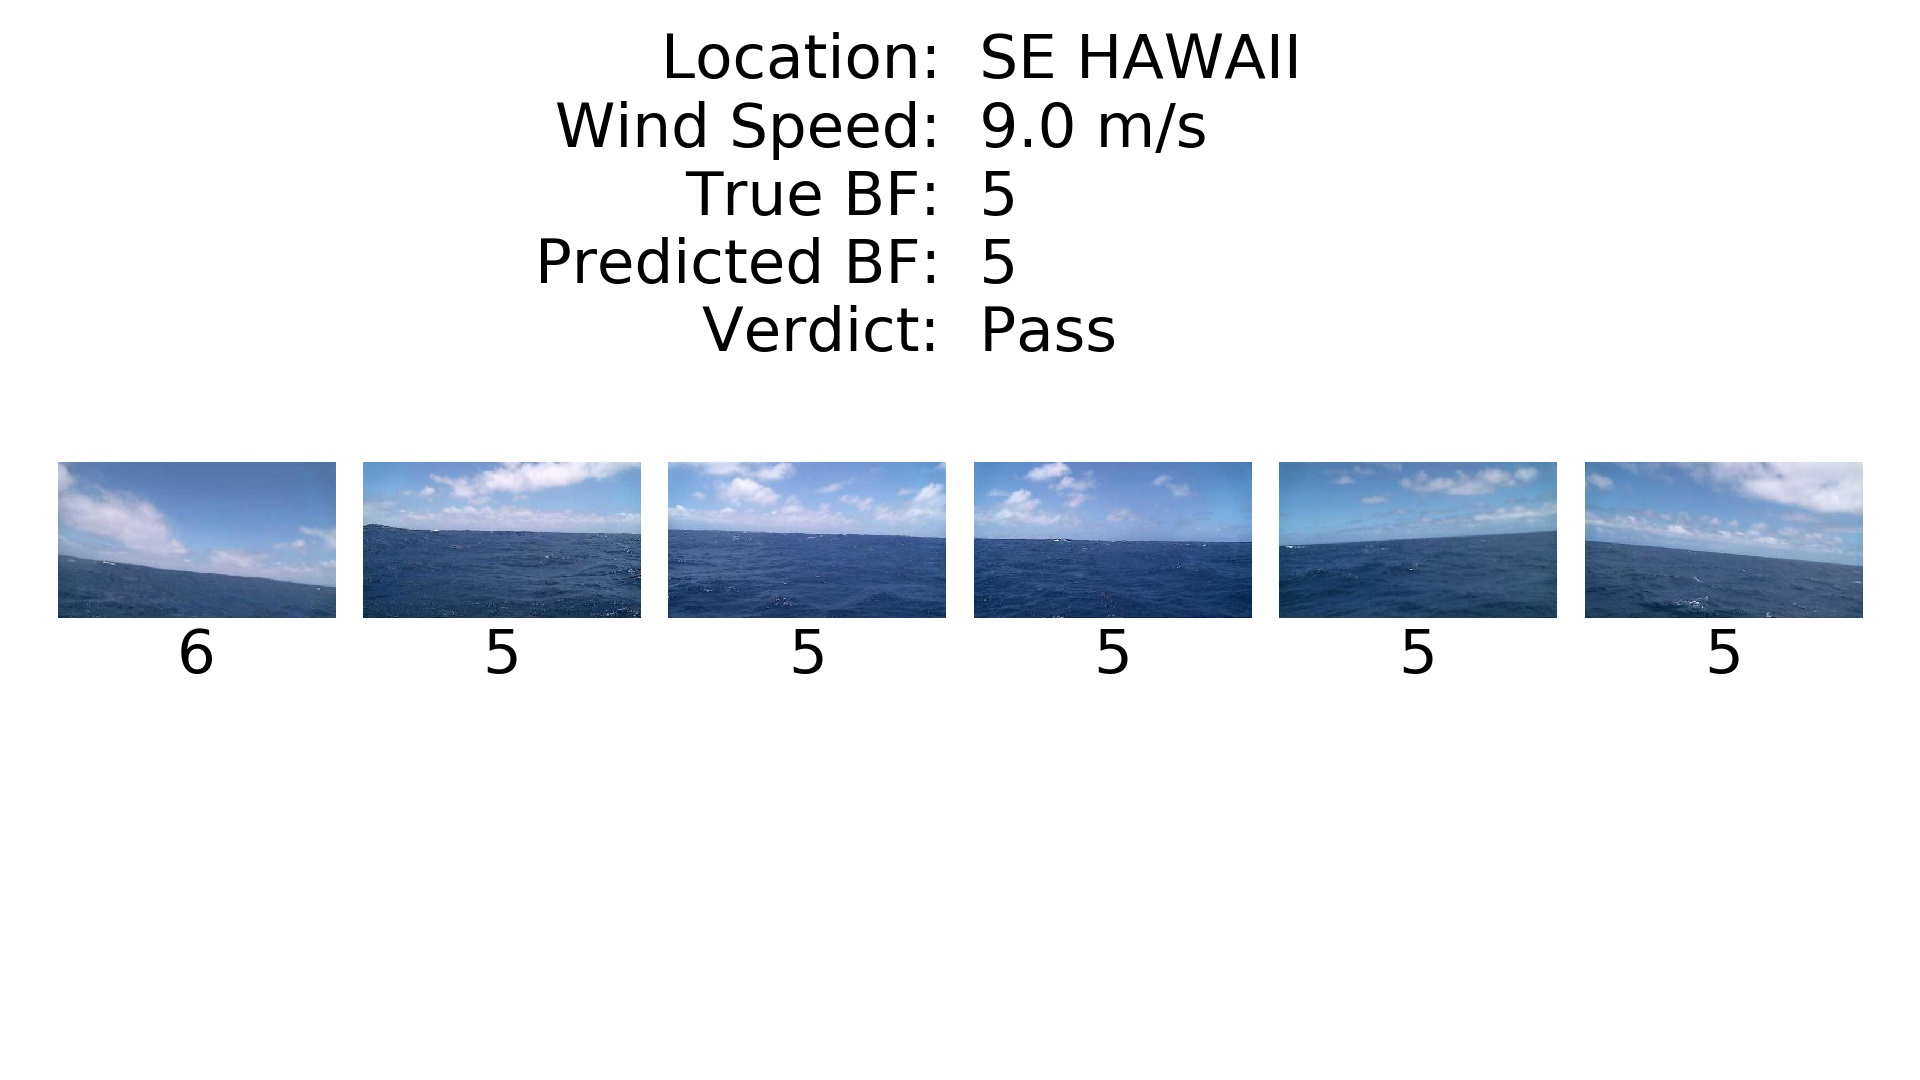 Location: SE HAWAII
Wind Speed: 9.0 m/s
True BF: 5
Predicted BF: 5
Verdict: Pass
6 5 5 5 5 5